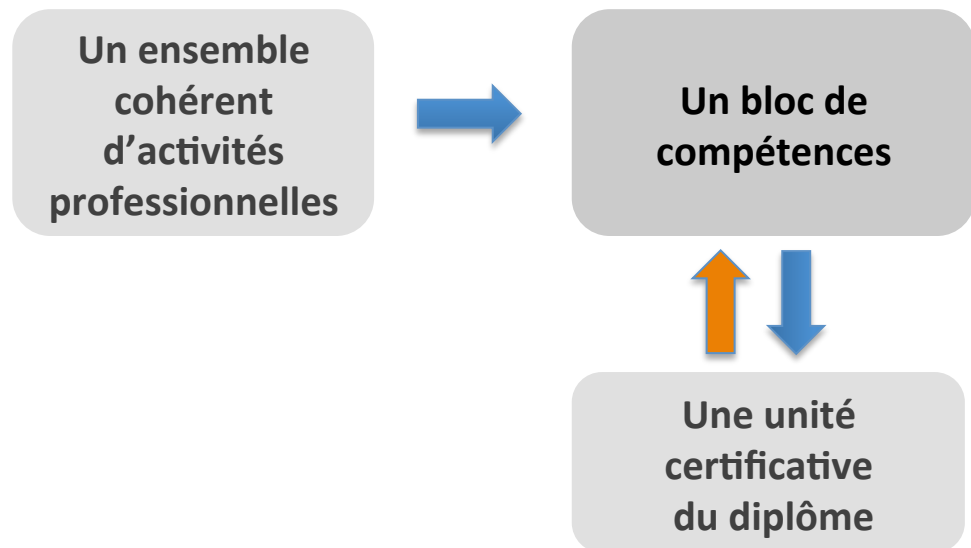 Un ensemble
cohérent
d’activités
professionnelles
Un bloc de
compétences
Une unité
certificative
du diplôme